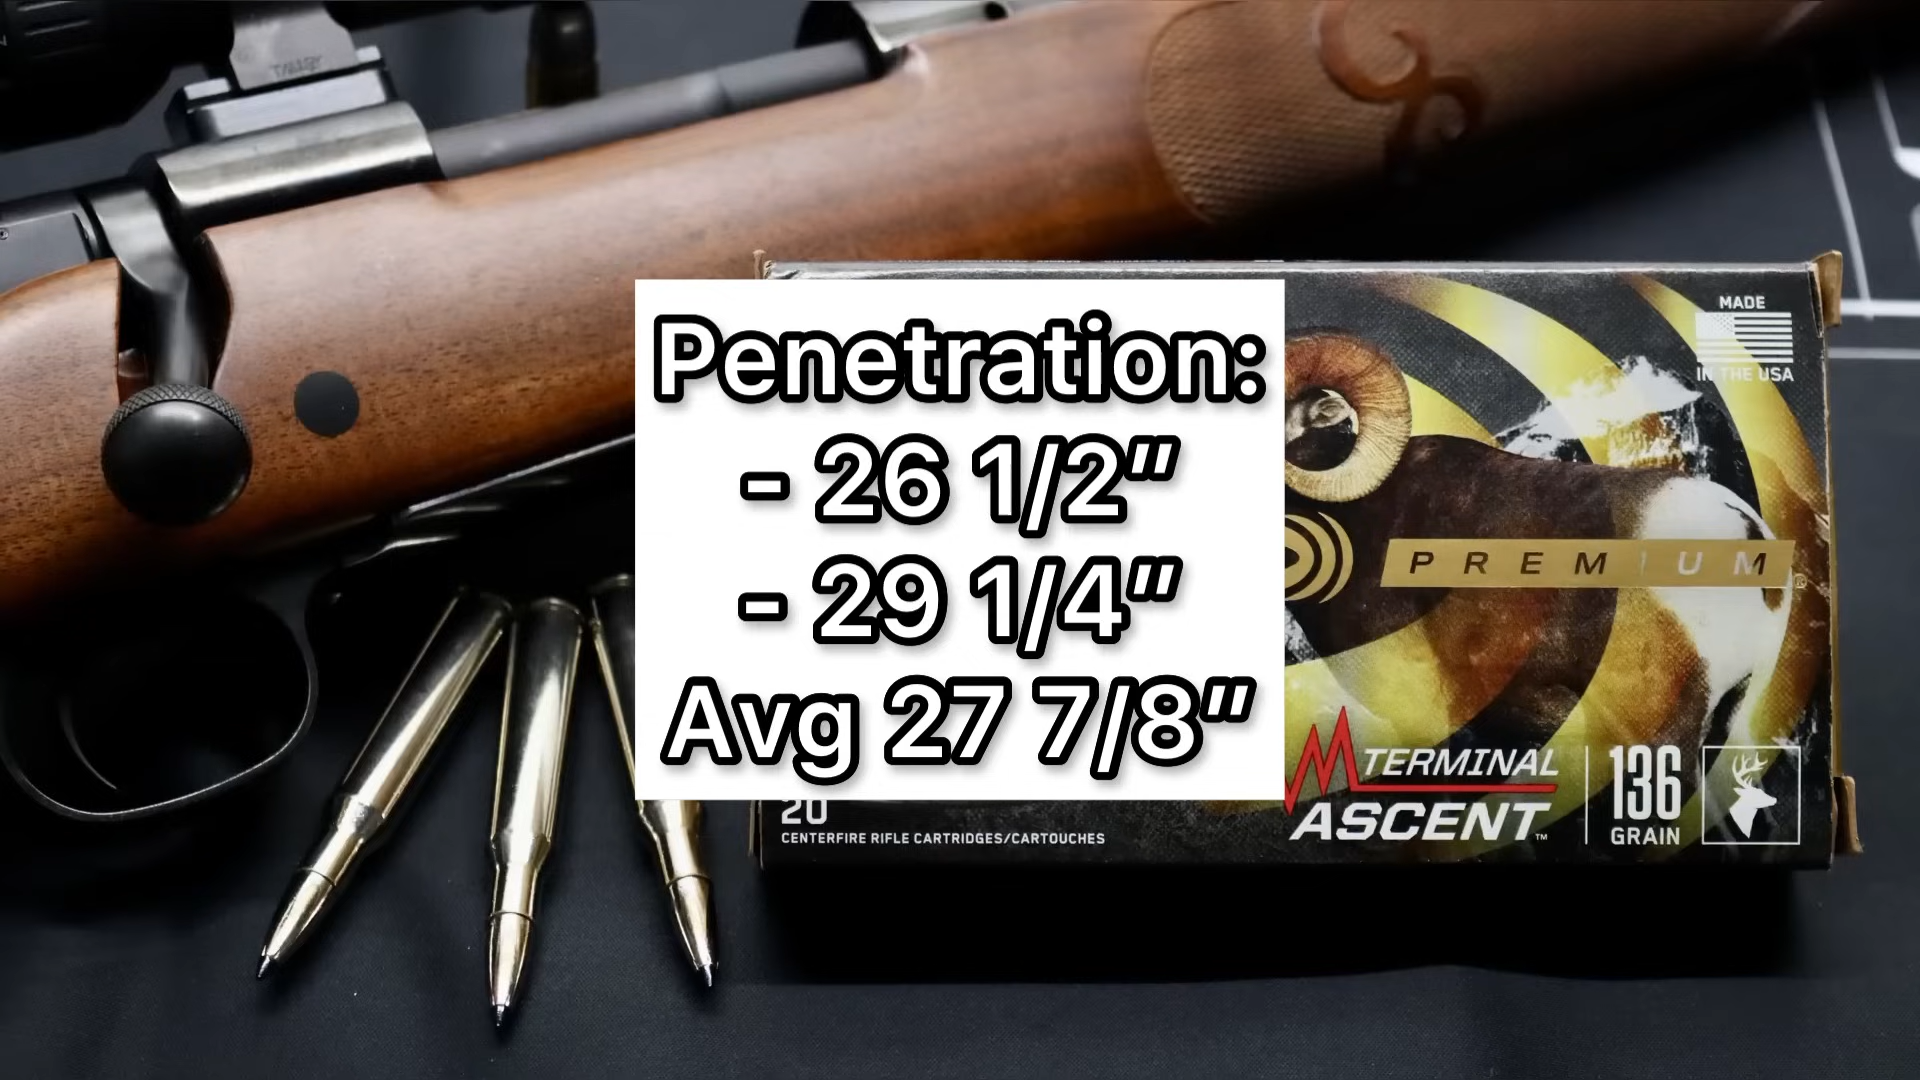 Penetration:
- 26 1/2"
- 29 1/4"
Avg 27 7/8"
MADE
IN THE USA
PREMIUM
TERMINAL
ASCENT™
136
GRAIN
20
CENTERFIRE RIFLE CARTRIDGES/CARTOUCHES